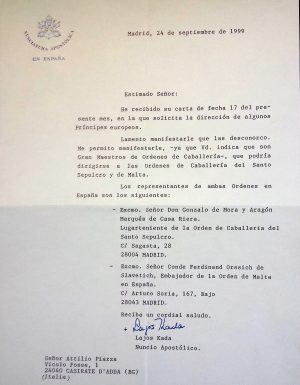 NUNCIATURA APOSTOLICA
EN ESPAÑA
Madrid, 24 de septiembre de 1999
Estimado Señor:
He recibido su carta de fecha 17 del pre-
sente mes, en la que solicita la dirección de algunos
Príncipes europeos.
Lamento manifestarle que las desconozco.
Me permito manifestarle, -ya que Vd. indica que son
Gran Maestros de Ordenes de Caballería-, que podría
dirigirse a las Ordenes de Caballería del Santo
Sepulcro y de Malta.
Los representantes de ambas Ordenes en
España son los siguientes:
- Excmo. Señor Don Gonzalo de Mora y Aragón
Marqués de Casa Riera.
Lugarteniente de la Orden de Caballería del
Santo Sepulcro.
C/ Sagasta, 28
28004 MADRID.
- Excmo. Señor Conde Ferdinand Orssich de
Slavetich, Embajador de la Orden de Malta
en España.
C/ Arturo Soria, 167, Bajo
28043 MADRID.
Reciba un cordial saludo.
+ Lajos Kada
Lajos Kada
Nuncio Apostólico.
Señor Attilio Piazza
Vicolo Fosse, 1
24040 CASIRATE D'ADDA (BG)
(Italia)